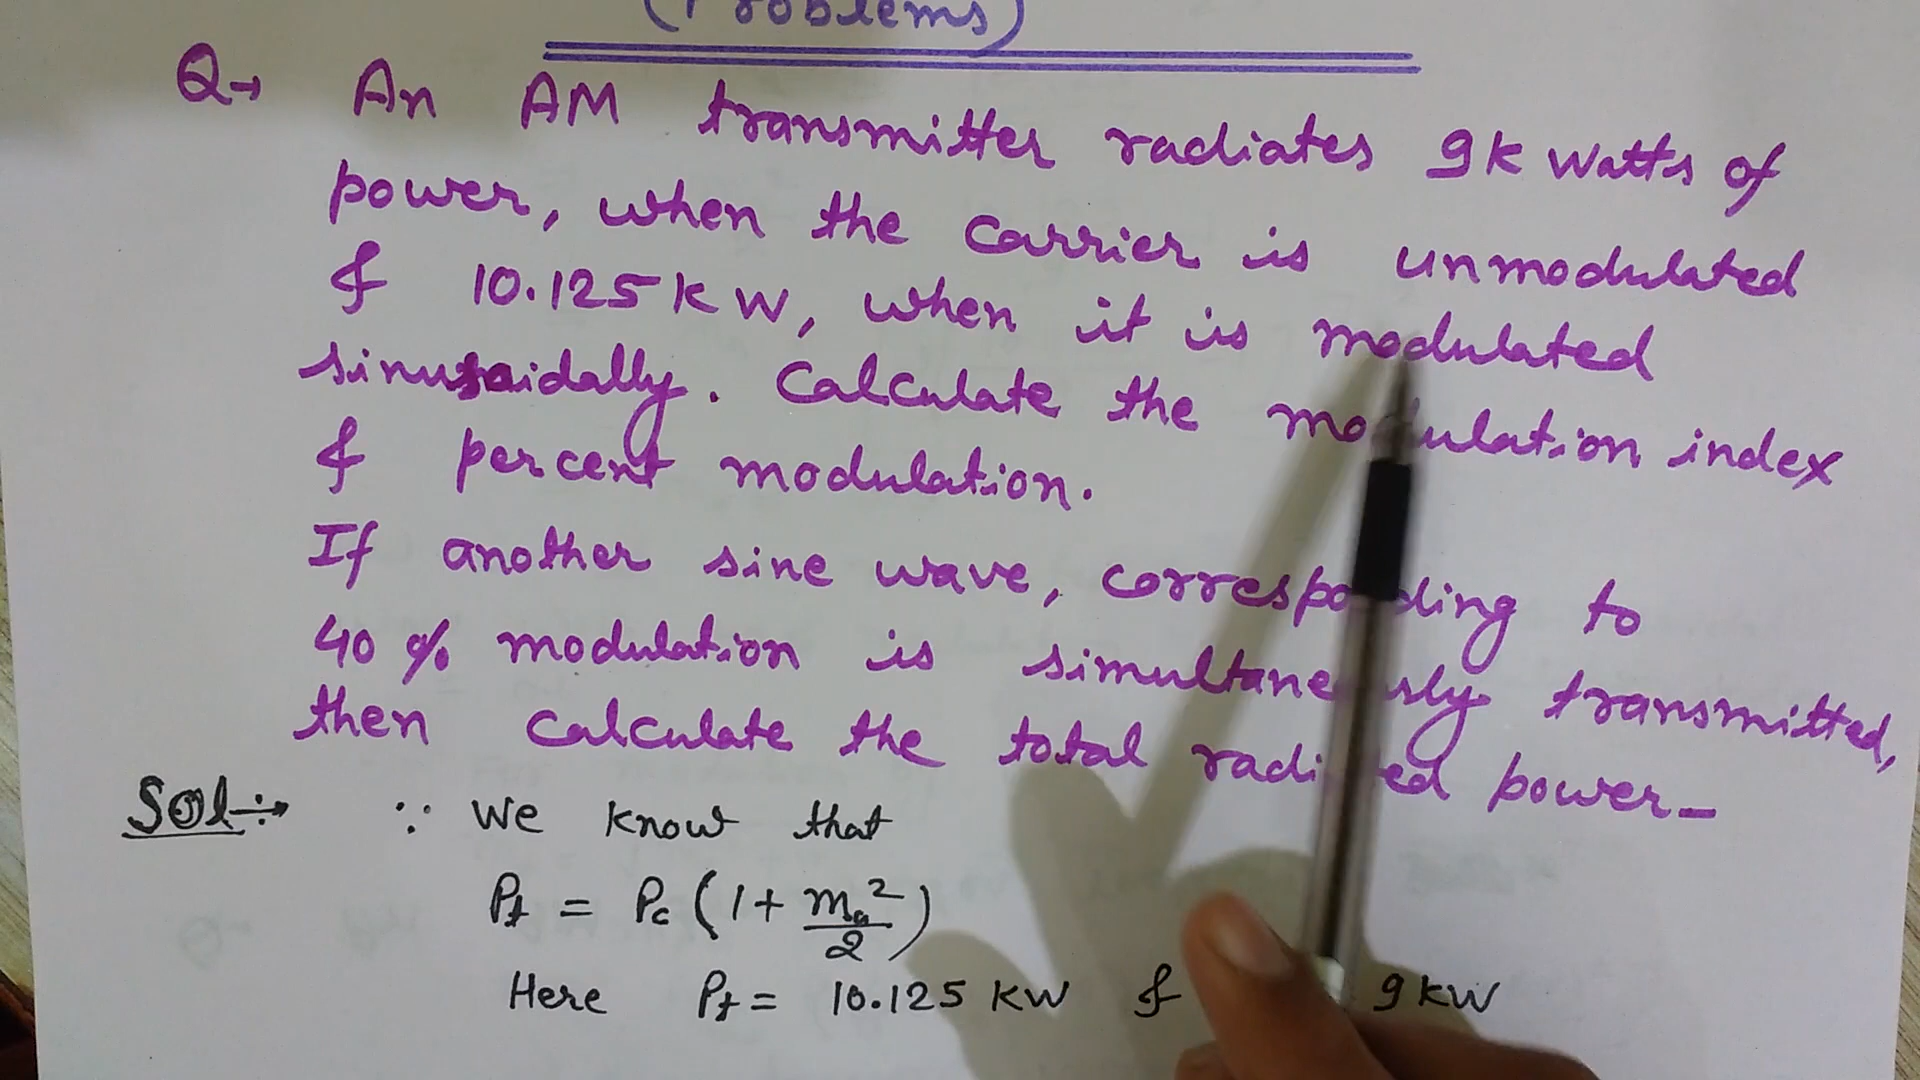 (Problems)
Q→ An AM transmitter radiates 9k watts of
power, when the carrier is unmodulated
& 10.125 KW, when it is modulated
sinusoidally. Calculate the modulation index
& percent modulation.
If another sine wave, corresponding to
40 % modulation is simultaneously transmitted,
then calculate the total radiated power–
Sol÷→ ∵ We know that
Pt = Pc (1 + ma²/2)
Here Pt = 10.125 KW & 9 KW